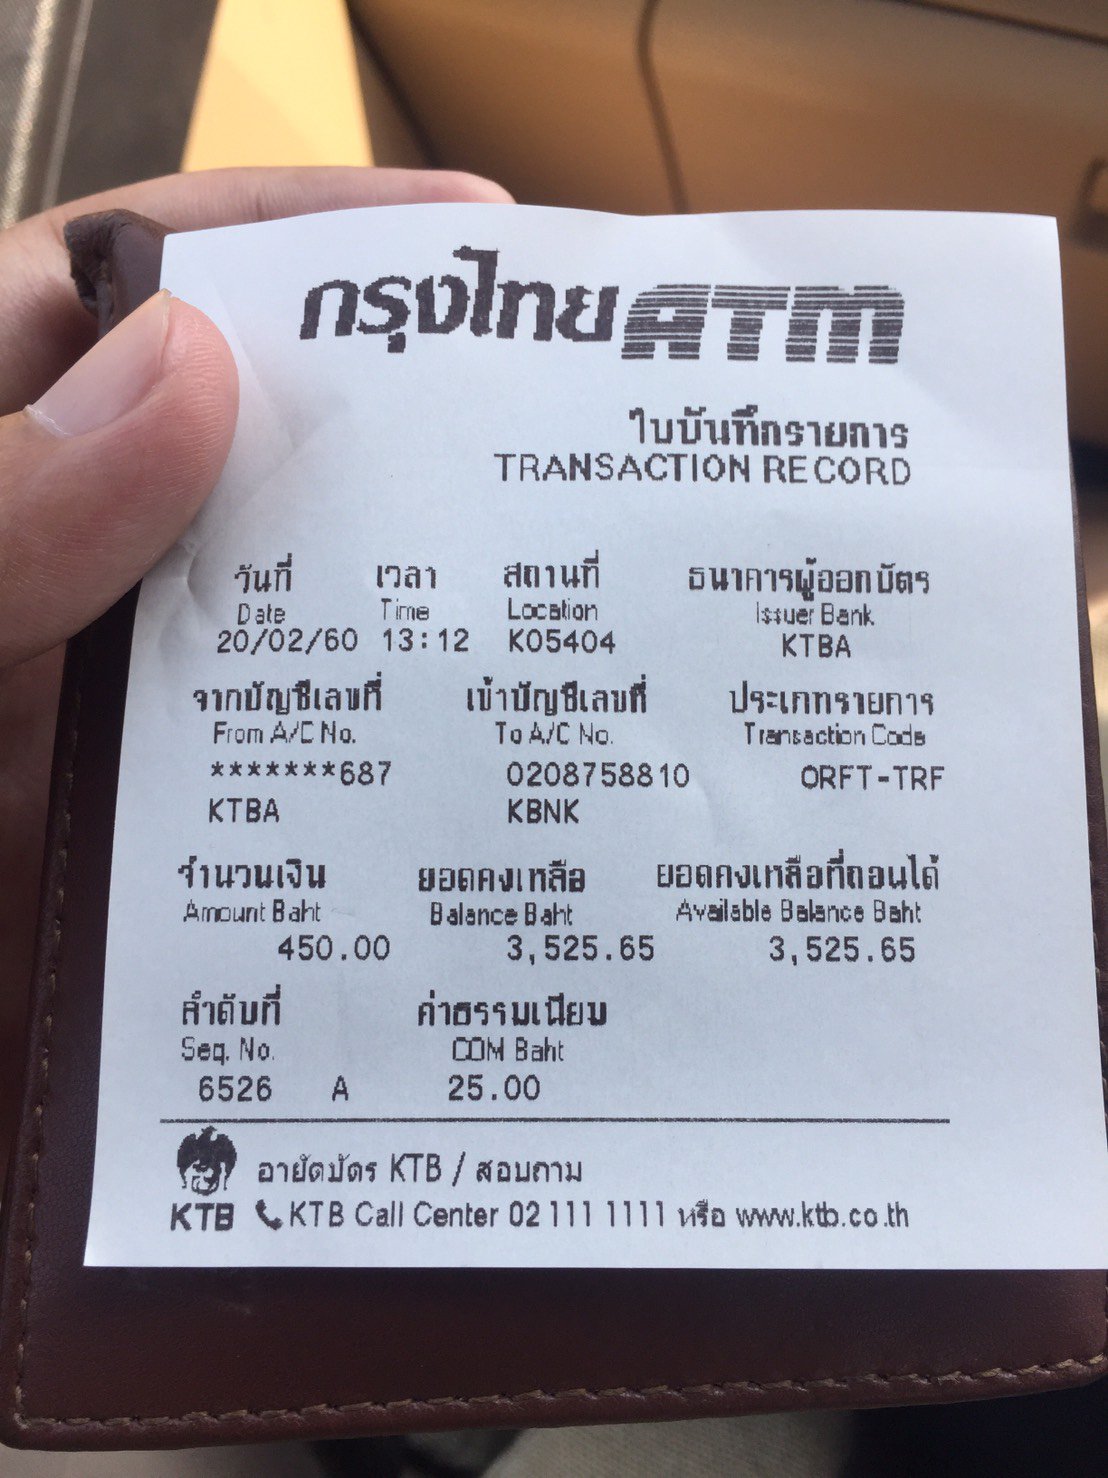 กรุงไทย ATM
ใบบันทึกรายการ
TRANSACTION RECORD
วันที่ เวลา สถานที่ ธนาคารผู้ออกบัตร
Date Time Location Issuer Bank
20/02/60 13:12 K05404 KTBA
จากบัญชีเลขที่ เข้าบัญชีเลขที่ ประเภทรายการ
From A/C No. To A/C No. Transaction Code
*******687 0208758810 ORFT-TRF
KTBA KBNK
จำนวนเงิน ยอดคงเหลือ ยอดคงเหลือที่ถอนได้
Amount Baht Balance Baht Available Balance Baht
450.00 3,525.65 3,525.65
ลำดับที่ ค่าธรรมเนียม
Seq. No. COM Baht
6526 A 25.00
อายัดบัตร KTB / สอบถาม
KTB KTB Call Center 02 111 1111 หรือ www.ktb.co.th